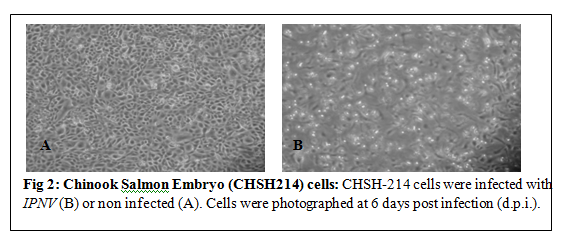 A
B
Fig 2: Chinook Salmon Embryo (CHSH214) cells: CHSH-214 cells were infected with
IPNV (B) or non infected (A). Cells were photographed at 6 days post infection (d.p.i.).